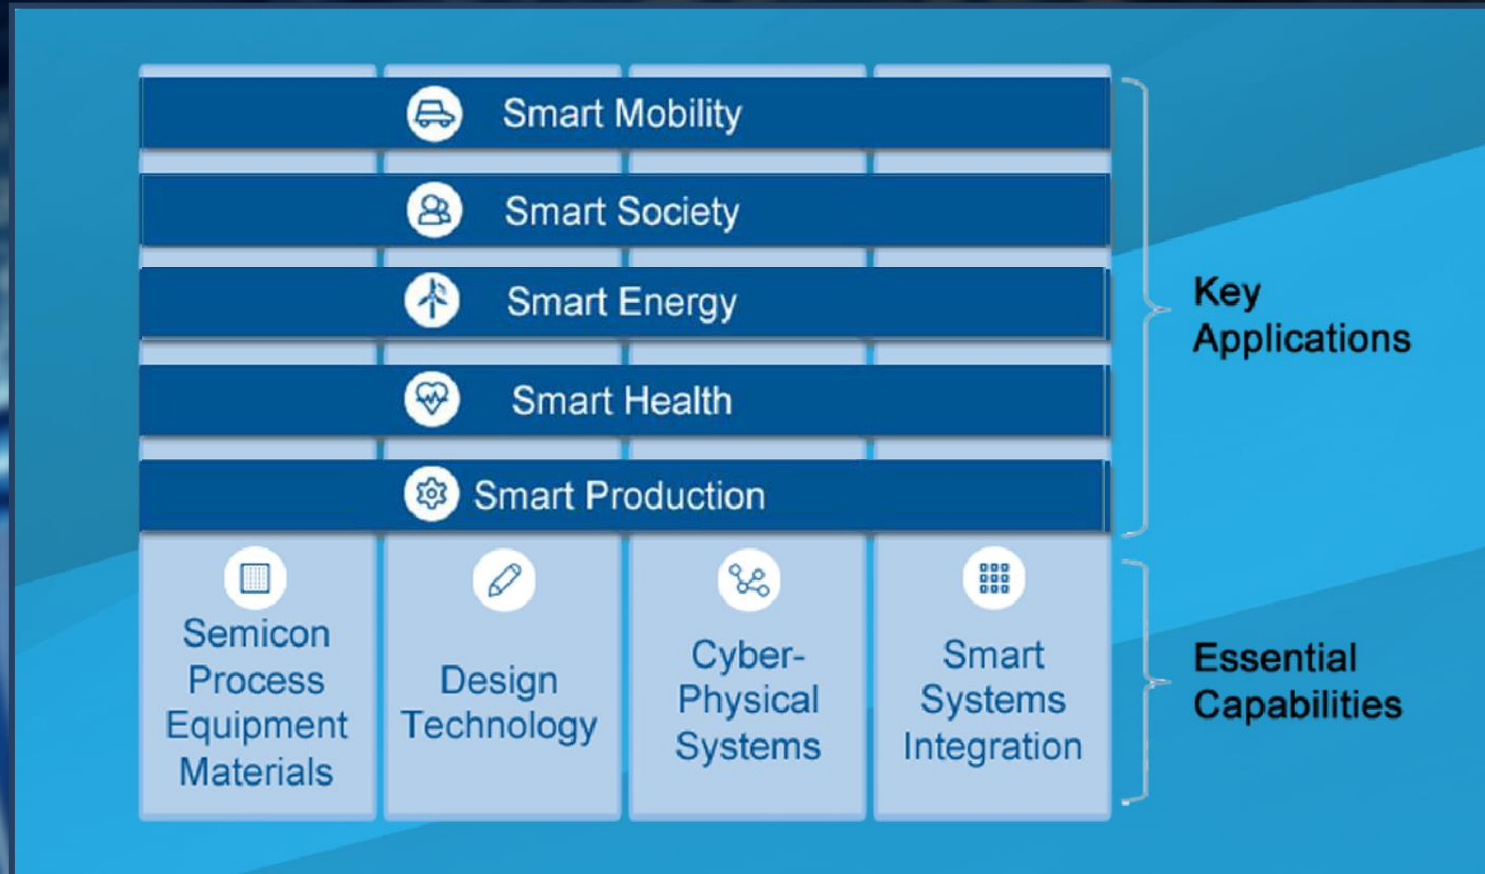 Smart Mobility
Smart Society
Smart Energy
Smart Health
Smart Production
Key
Applications
Semicon
Process
Equipment
Materials
Design
Technology
Cyber-
Physical
Systems
Smart
Systems
Integration
Essential
Capabilities